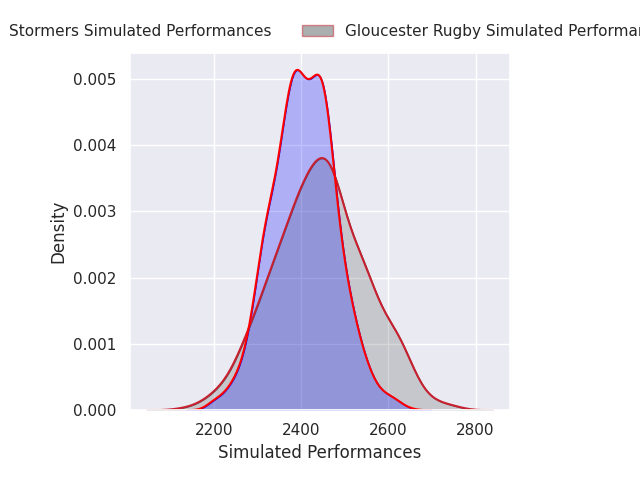 Stormers Simulated Performances
Gloucester Rugby Simulated
0.005
0.004
0.003
0.002
0.001
0.000
Density
2200 2400 2600 2800
Simulated Performances